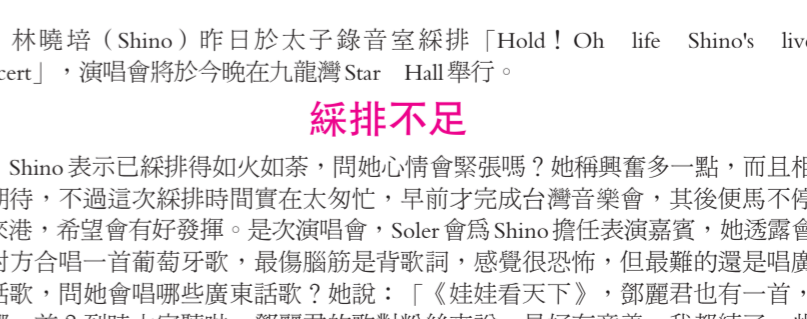 林曉培（Shino）昨日於太子錄音室綵排「Hold！Oh life Shino's live
cert」，演唱會將於今晚在九龍灣Star Hall舉行。
綵排不足
Shino表示已綵排得如火如荼，問她心情會緊張嗎？她稱興奮多一點，而且相
期待，不過這次綵排時間實在太匆忙，早前才完成台灣音樂會，其後便馬不停
來港，希望會有好發揮。是次演唱會，Soler會為Shino擔任表演嘉賓，她透露會
對方合唱一首葡萄牙歌，最傷腦筋是背歌詞，感覺很恐怖，但最難的還是唱廣
話歌，問她會唱哪些廣東話歌？她說：「《娃娃看天下》，鄧麗君也有一首，